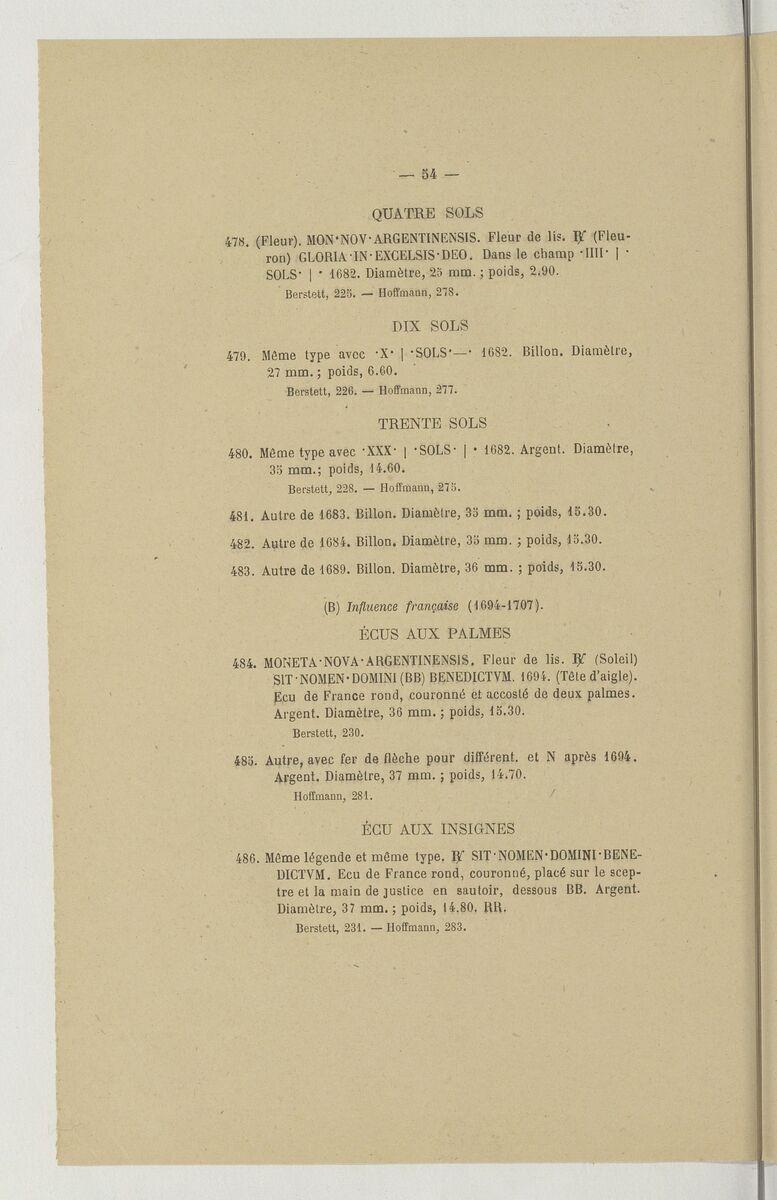 — 54 —
QUATRE SOLS
478. (Fleur). MON·NOV·ARGENTINENSIS. Fleur de lis. ℞ (Fleu-
ron) GLORIA·IN·EXCELSIS·DEO. Dans le champ ·IIII· | ·
SOLS· | · 1682. Diamètre, 25 mm. ; poids, 2.90.
Berstett, 225. — Hoffmann, 278.
DIX SOLS
479. Même type avec ·X· | ·SOLS·—· 1682. Billon. Diamètre,
27 mm. ; poids, 6.60.
Berstett, 226. — Hoffmann, 277.
TRENTE SOLS
480. Même type avec ·XXX· | ·SOLS· | · 1682. Argent. Diamètre,
35 mm.; poids, 14.60.
Berstett, 228. — Hoffmann, 275.
481. Autre de 1683. Billon. Diamètre, 35 mm. ; poids, 15.30.
482. Autre de 1684. Billon. Diamètre, 35 mm. ; poids, 15.30.
483. Autre de 1689. Billon. Diamètre, 36 mm. ; poids, 15.30.
(B) Influence française (1694-1707).
ÉCUS AUX PALMES
484. MONETA·NOVA·ARGENTINENSIS. Fleur de lis. ℞ (Soleil)
SIT·NOMEN·DOMINI (BB) BENEDICTVM. 1694. (Tête d'aigle).
Ecu de France rond, couronné et accosté de deux palmes.
Argent. Diamètre, 36 mm. ; poids, 15.30.
Berstett, 230.
485. Autre, avec fer de flèche pour différent. et N après 1694.
Argent. Diamètre, 37 mm. ; poids, 14.70.
Hoffmann, 281.
ÉCU AUX INSIGNES
486. Même légende et même type. ℞ SIT·NOMEN·DOMINI·BENE-
DICTVM. Ecu de France rond, couronné, placé sur le scep-
tre et la main de justice en sautoir, dessous BB. Argent.
Diamètre, 37 mm. ; poids, 14.80. RR.
Berstett, 231. — Hoffmann, 283.